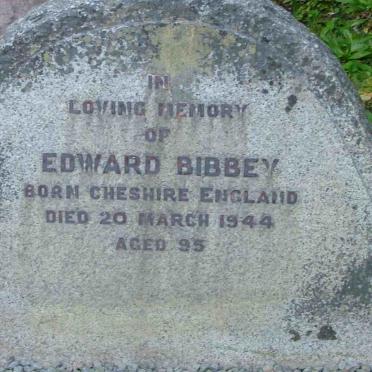 IN
LOVING MEMORY
OF
EDWARD BIBBEY
BORN CHESHIRE ENGLAND
DIED 20 MARCH 1944
AGED 95